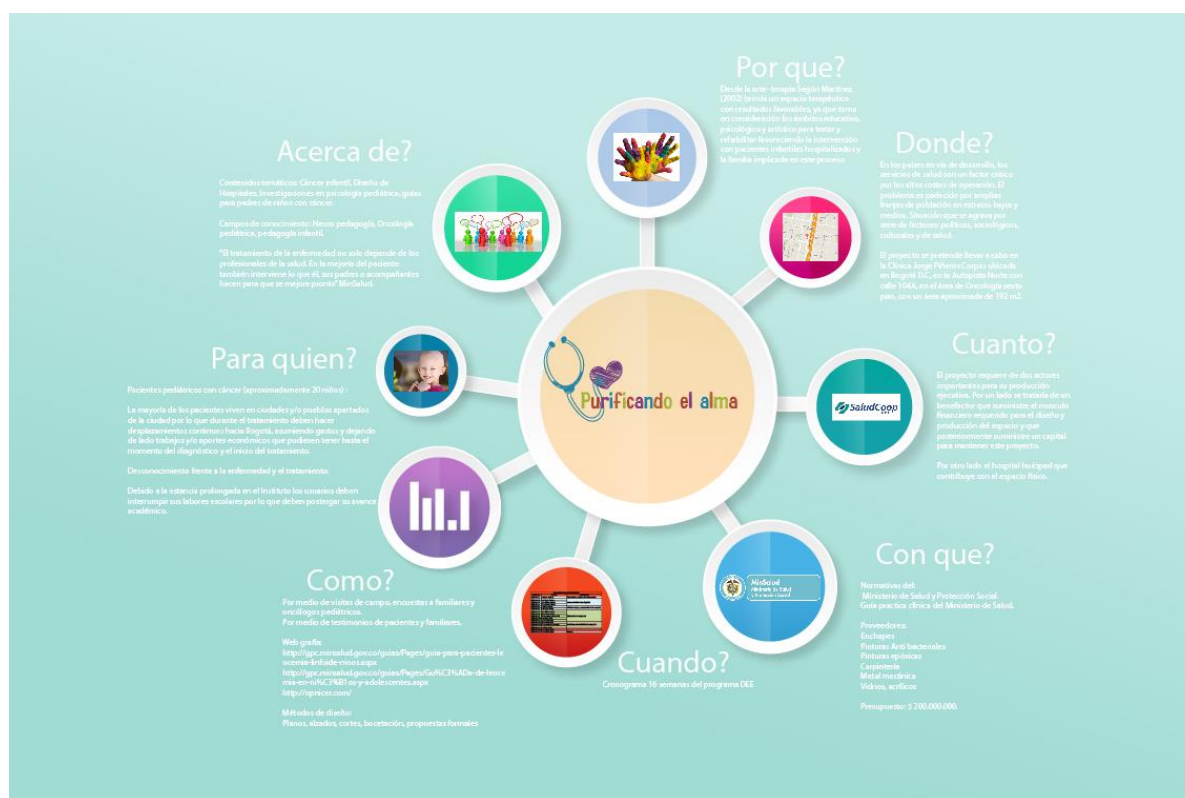 Por que?
Desde la arte- terapia Según Martinez
(2002) brinda un espacio terapéutico
con resultados favorables, ya que toma
en consideración los ámbitos educativo,
psicológico y artístico para tratar y
rehabilitar favoreciendo la intervención
con pacientes infantiles hospitalizados y
la familia implicada en este proceso
Donde?
En los países en vía de desarrollo, los
servicios de salud son un factor critico
por los altos costos de operación. El
problema es padecido por amplias
franjas de población en estratos bajos y
medios. Situación que se agrava por
serie de factores políticos, sociológicos,
culturales y de salud.
El proyecto se pretende llevar a cabo en
la Clínica Jorge Piñeros Corpas ubicada
en Bogotá D.C, en la Autopista Norte con
calle 104A, en el área de Oncología sexto
piso, con un área aproximada de 192 m2.
Cuanto?
El proyecto requiere de dos actores
importantes para su producción
ejecutiva. Por un lado se trataría de un
benefactor que suministre el musculo
financiero requerido para el diseño y
producción del espacio y que
posteriormente suministre un capital
para mantener este proyecto.
Por otro lado el hospital huésped que
contribuye con el espacio físico.
SaludCoop
Con que?
Normativas del:
Ministerio de Salud y Protección Social.
Guía practica clínica del Ministerio de Salud.
Proveedores:
Enchapes
Pinturas Anti bacteriales
Pinturas epóxicas
Carpintería
Metal mecánica
Vidrios, acrílicos
Presupuesto: $ 200.000.000.
MinSalud
Ministerio de Salud
y Protección Social
Cuando?
Cronograma 16 semanas del programa DEE
Como?
Por medio de visitas de campo, encuestas a familiares y
oncólogos pediátricos.
Por medio de testimonios de pacientes y familiares.
Web grafía:
http://gpc.minsalud.gov.co/guias/Pages/guia-para-pacientes-le
ucemia-linfoide-ninos.aspx
http://gpc.minsalud.gov.co/guias/Pages/Gu%C3%ADa-de-leuce
mia-en-ni%C3%B1os-y-adolescentes.aspx
Métodos de diseño:
Planos, alzados, cortes, bocetación, propuestas formales
Para quien?
Pacientes pediátricos con cáncer (aproximadamente 20 niños) :
La mayoría de los pacientes viven en ciudades y/o pueblos apartados
de la ciudad por lo que durante el tratamiento deben hacer
desplazamientos continuos hacia Bogotá, asumiendo gastos y dejando
de lado trabajos y/o aportes económicos que pudiesen tener hasta el
momento del diagnóstico y el inicio del tratamiento.
Desconocimiento frente a la enfermedad y el tratamiento.
Debido a la estancia prolongada en el Instituto los usuarios deben
interrumpir sus labores escolares por lo que deben postergar su avance
académico.
Acerca de?
Contenidos temáticos: Cáncer infantil, Diseño de
Hospitales, Investigaciones en psicología pediátrica, guías
para padres de niños con cáncer.
Campos de conocimiento: Neuro pedagogía, Oncología
pediátrica, pedagogía infantil.
"El tratamiento de la enfermedad no solo depende de los
profesionales de la salud. En la mejoría del paciente
también interviene lo que él, sus padres o acompañantes
hacen para que se mejore pronto" MinSalud.
Purificando el alma